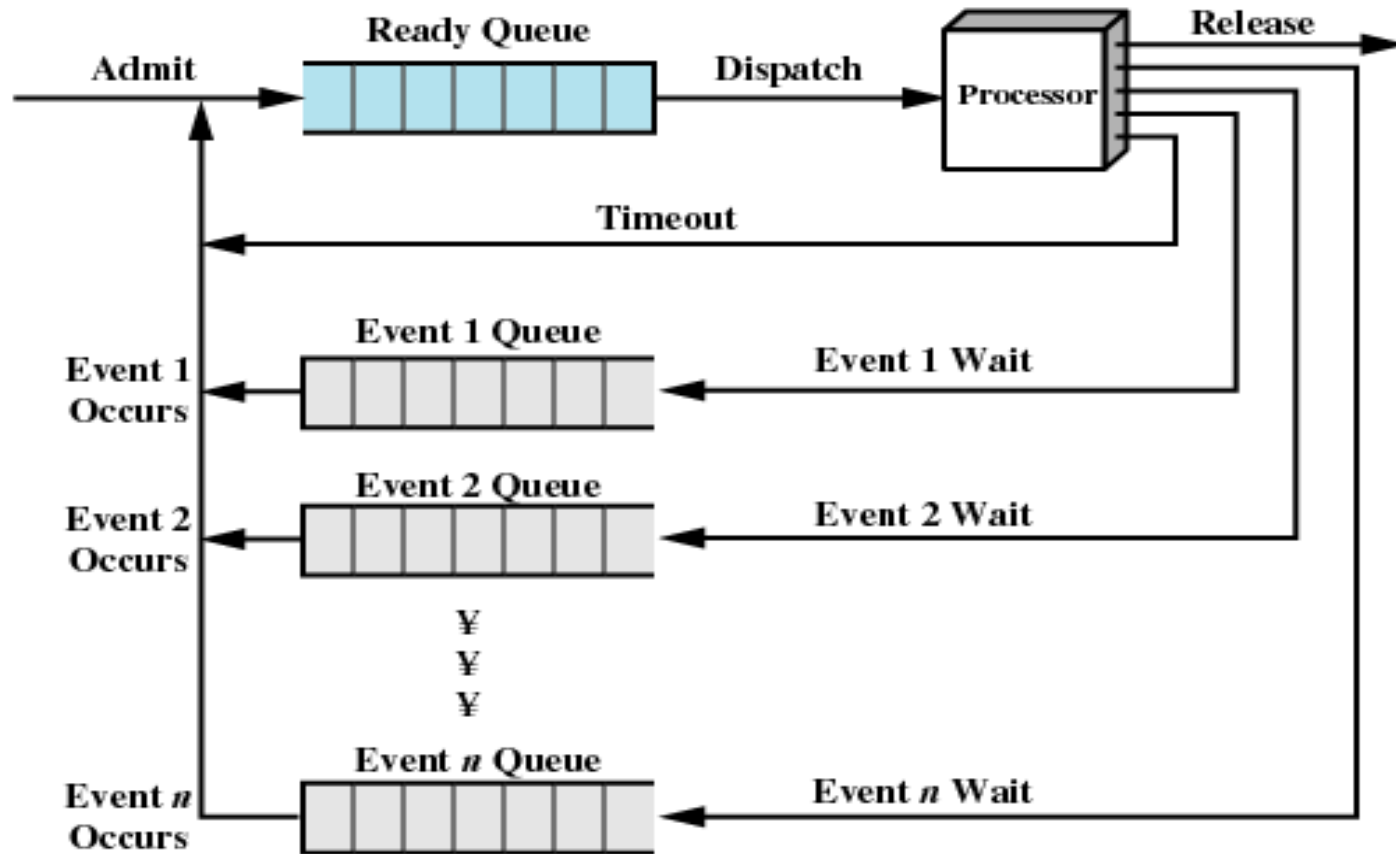 Ready Queue
Release
Admit
Dispatch
Processor
Timeout
Event 1 Queue
Event 1
Occurs
Event 1 Wait
Event 2 Queue
Event 2
Occurs
Event 2 Wait
¥
¥
¥
Event n Queue
Event n
Occurs
Event n Wait